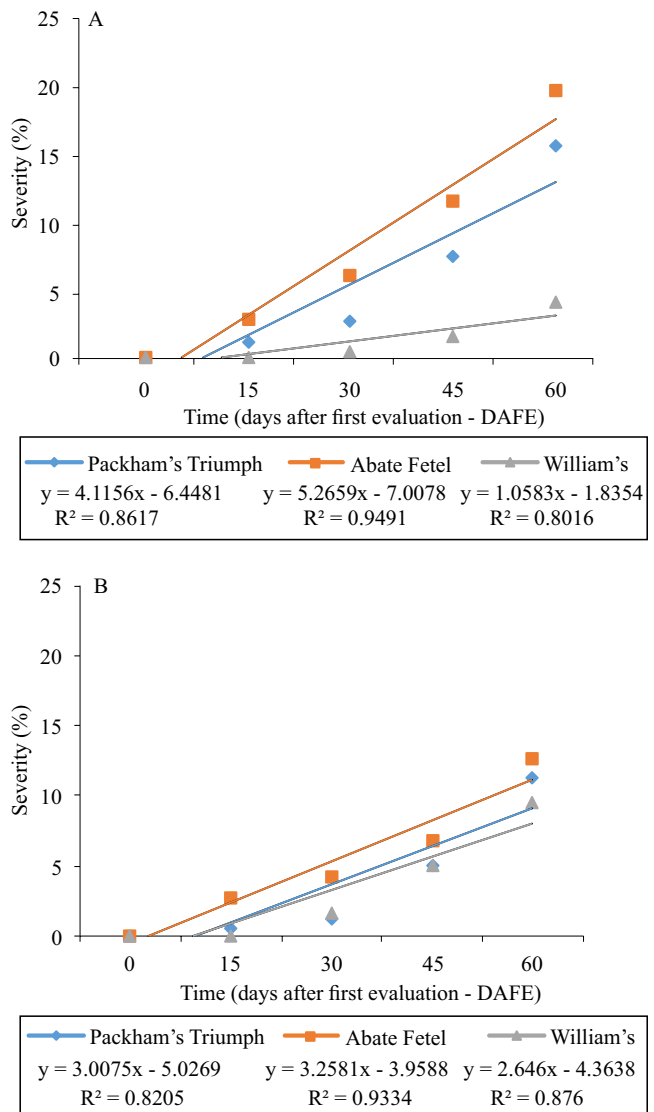 A
25
20
15
10
5
0
Severity (%)
0 15 30 45 60
Time (days after first evaluation - DAFE)
Packham’s Triumph Abate Fetel William’s
y = 4.1156x - 6.4481 y = 5.2659x - 7.0078 y = 1.0583x - 1.8354
R² = 0.8617 R² = 0.9491 R² = 0.8016
B
25
20
15
10
5
0
Severity (%)
0 15 30 45 60
Time (days after first evaluation - DAFE)
Packham’s Triumph Abate Fetel William’s
y = 3.0075x - 5.0269 y = 3.2581x - 3.9588 y = 2.646x - 4.3638
R² = 0.8205 R² = 0.9334 R² = 0.876